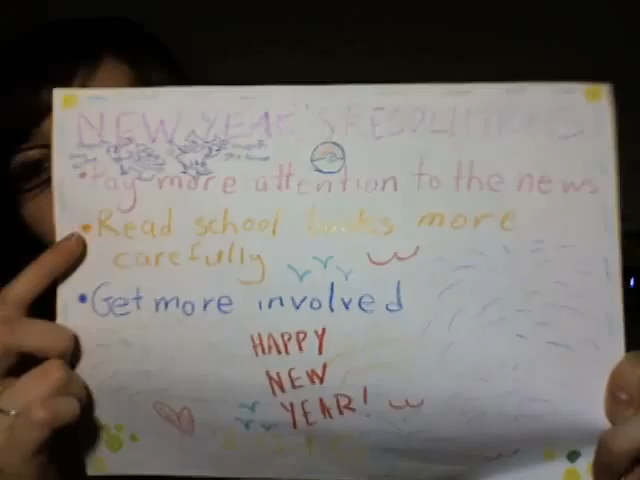 NEW YEAR'S RESOLUTIONS
• Pay more attention to the news
• Read school books more
carefully
• Get more involved
HAPPY
NEW
YEAR!